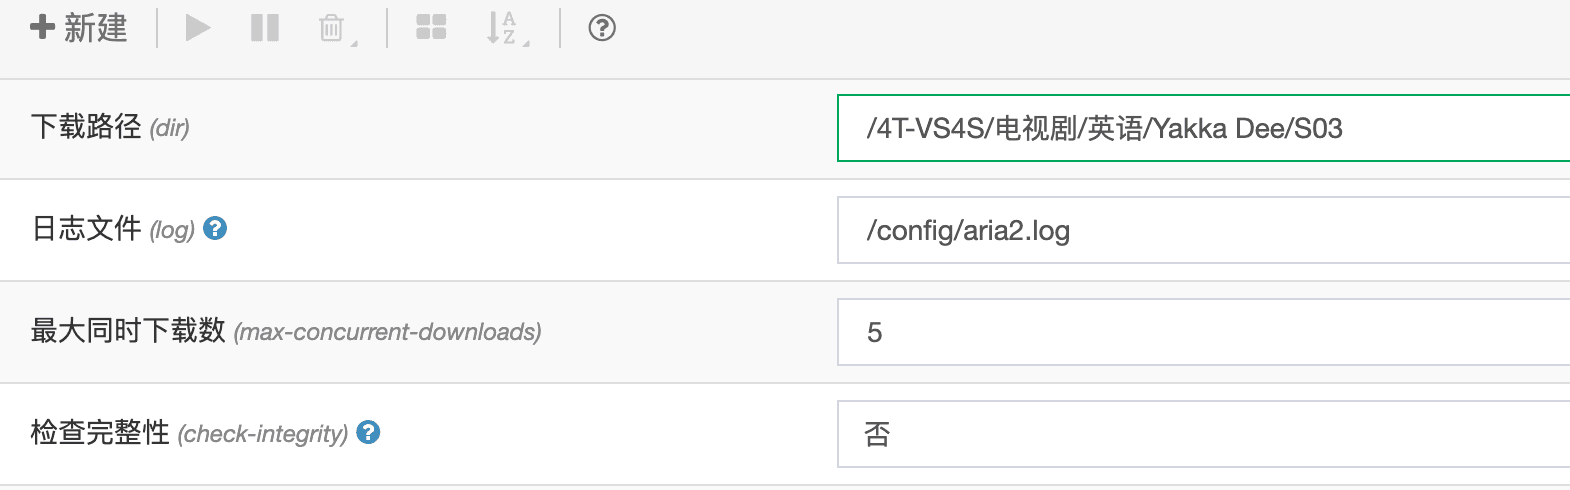 新建
下载路径 (dir) /4T-VS4S/电视剧/英语/Yakka Dee/S03
日志文件 (log) /config/aria2.log
最大同时下载数 (max-concurrent-downloads) 5
检查完整性 (check-integrity) 否